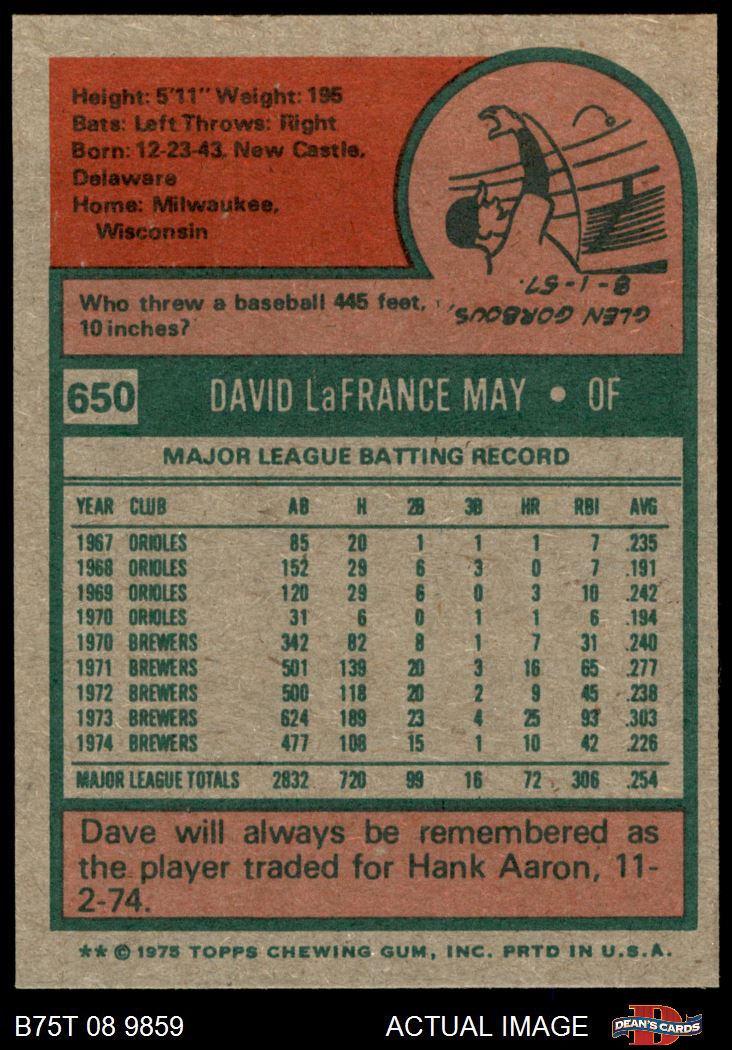 Height: 5'11" Weight: 195
Bats: Left Throws: Right
Born: 12-23-43, New Castle,
Delaware
Home: Milwaukee,
Wisconsin
Who threw a baseball 445 feet,
10 inches?
GLEN GORBOUS,
8-1-57.
650 DAVID LaFRANCE MAY • OF
MAJOR LEAGUE BATTING RECORD
YEAR CLUB AB H 2B 3B HR RBI AVG
1967 ORIOLES 85 20 1 1 1 7 .235
1968 ORIOLES 152 29 6 3 0 7 .191
1969 ORIOLES 120 29 6 0 3 10 .242
1970 ORIOLES 31 6 0 1 1 6 .194
1970 BREWERS 342 82 8 1 7 31 .240
1971 BREWERS 501 139 20 3 16 65 .277
1972 BREWERS 500 118 20 2 9 45 .238
1973 BREWERS 624 189 23 4 25 93 .303
1974 BREWERS 477 108 15 1 10 42 .226
MAJOR LEAGUE TOTALS 2832 720 99 16 72 306 .254
Dave will always be remembered as
the player traded for Hank Aaron, 11-
2-74.
** © 1975 TOPPS CHEWING GUM, INC. PRTD IN U.S.A.
B75T 08 9859 ACTUAL IMAGE D DEAN'S CARDS